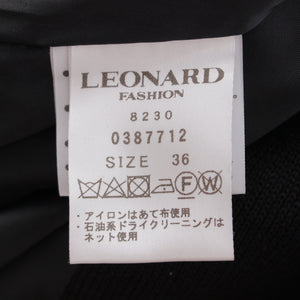 LEONARD
FASHION
8230
0387712
SIZE 36
F W
・アイロンはあて布使用
・石油系ドライクリーニングは
ネット使用